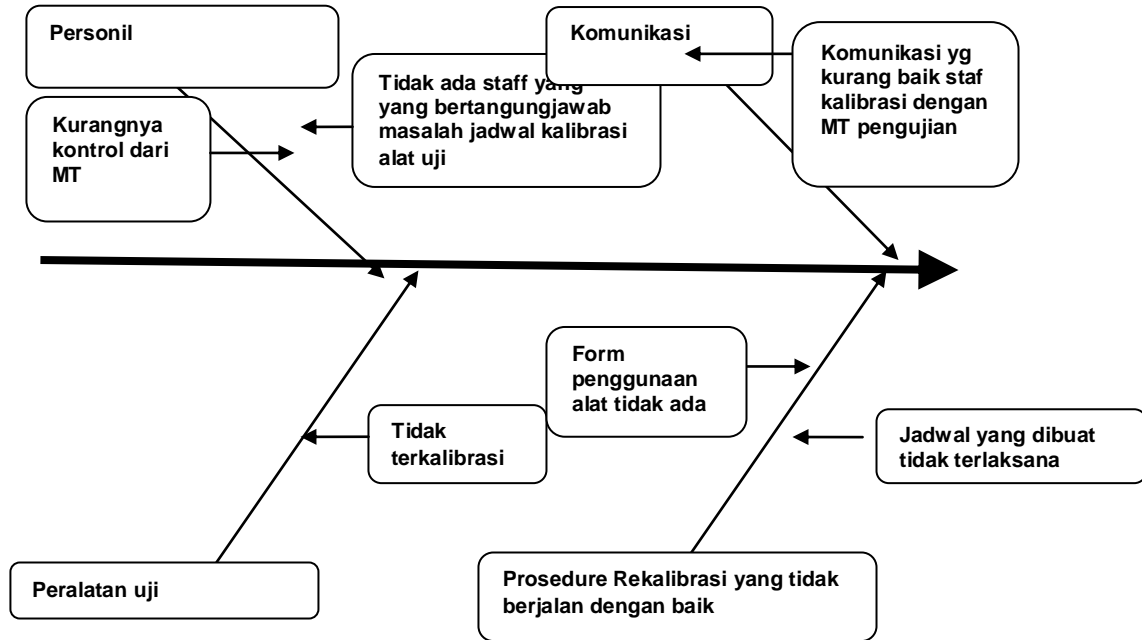 Personil
Komunikasi
Tidak ada staff yang
yang bertangungjawab
masalah jadwal kalibrasi
alat uji
Komunikasi yg
kurang baik staf
kalibrasi dengan
MT pengujian
Kurangnya
kontrol dari
MT
Form
penggunaan
alat tidak ada
Tidak
terkalibrasi
Jadwal yang dibuat
tidak terlaksana
Peralatan uji
Prosedure Rekalibrasi yang tidak
berjalan dengan baik